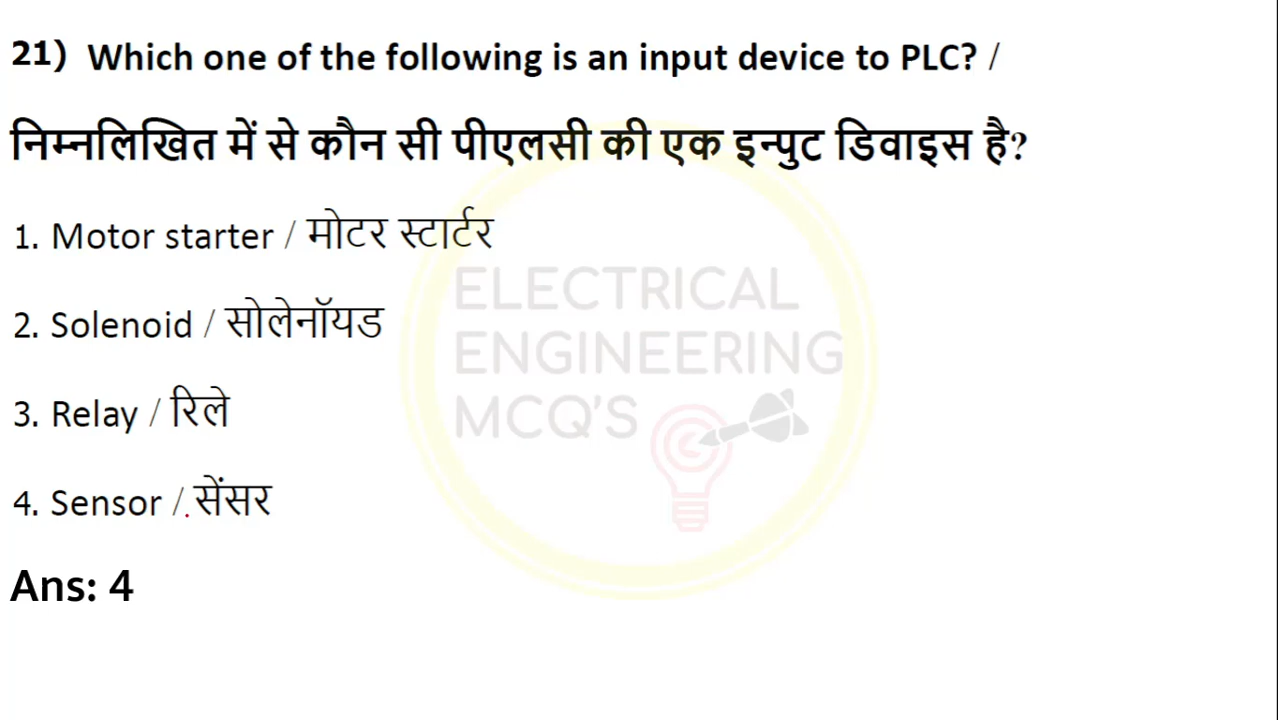 21) Which one of the following is an input device to PLC? /
निम्नलिखित में से कौन सी पीएलसी की एक इन्पुट डिवाइस है?
1. Motor starter / मोटर स्टार्टर
2. Solenoid / सोलेनॉयड
3. Relay / रिले
4. Sensor / सेंसर
Ans: 4
ELECTRICAL
ENGINEERING
MCQ'S